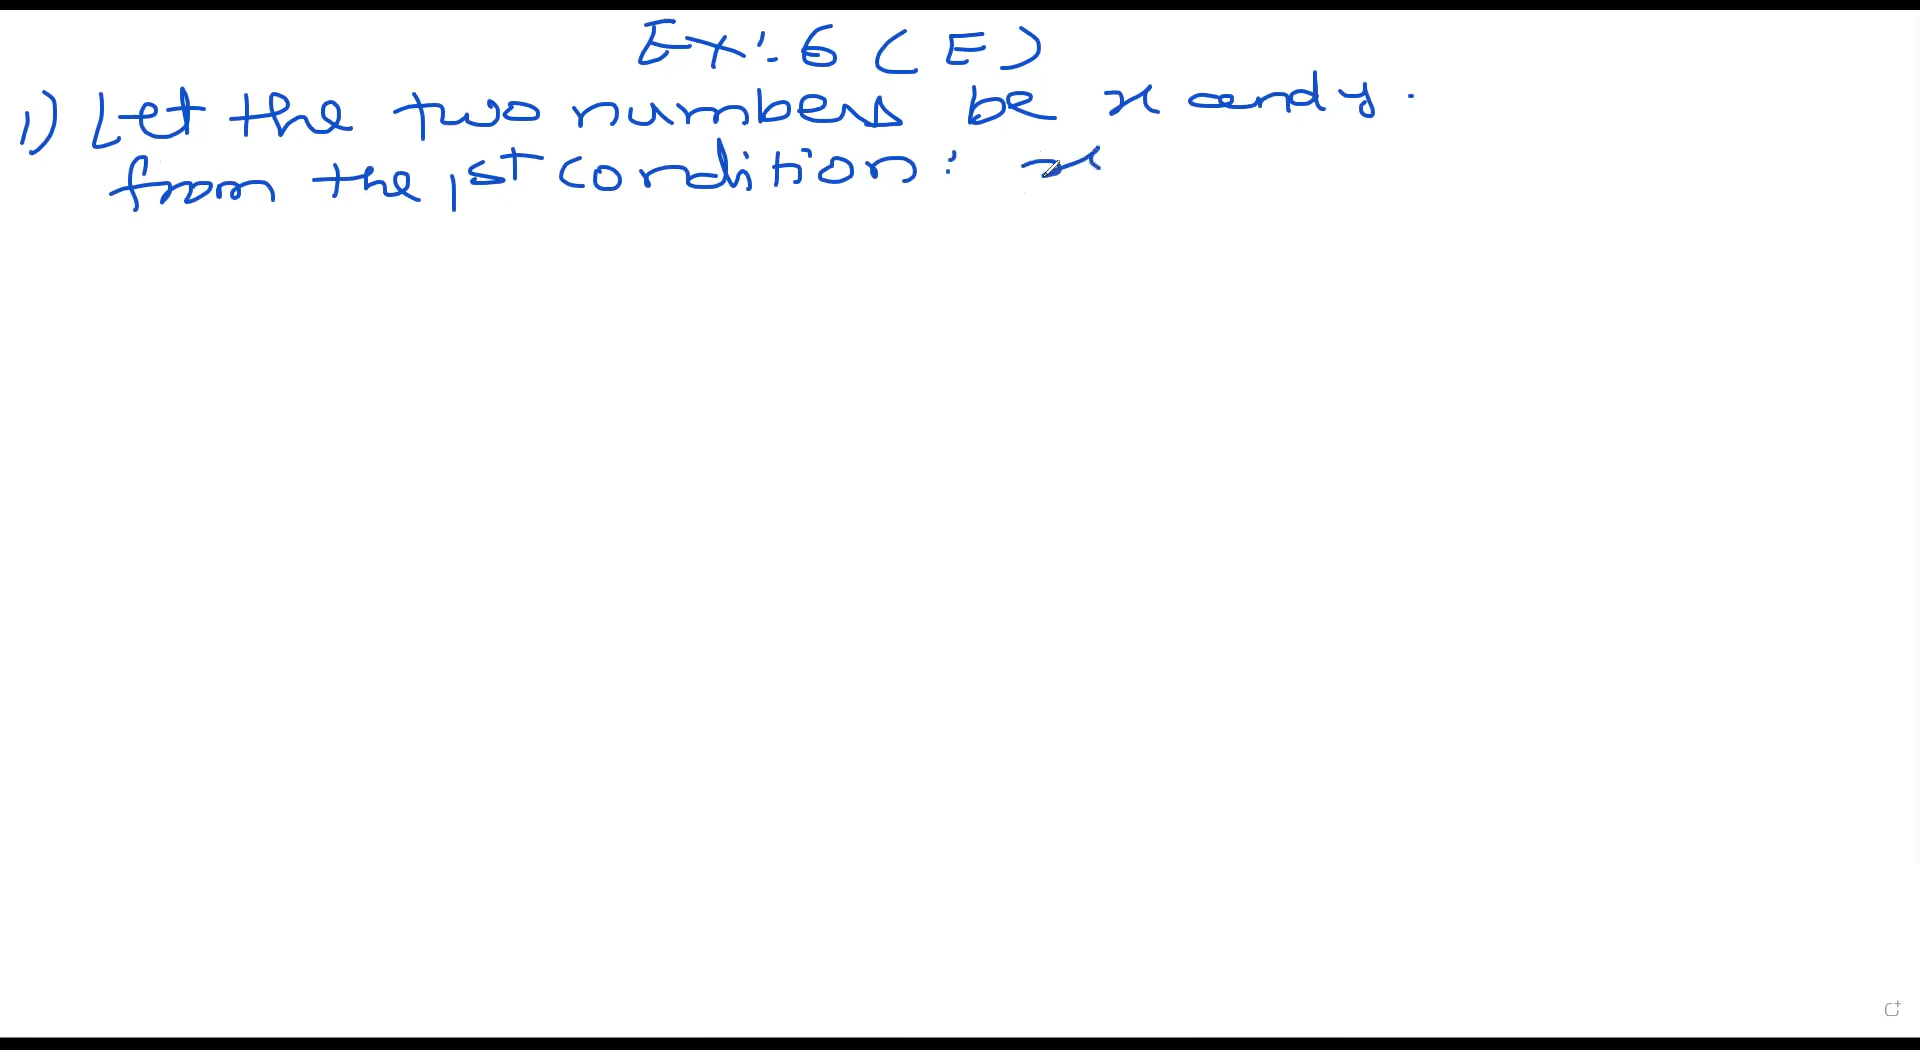 Ex: 6 (E)
1) Let the two numbers be x and y.
from the 1st condition: x